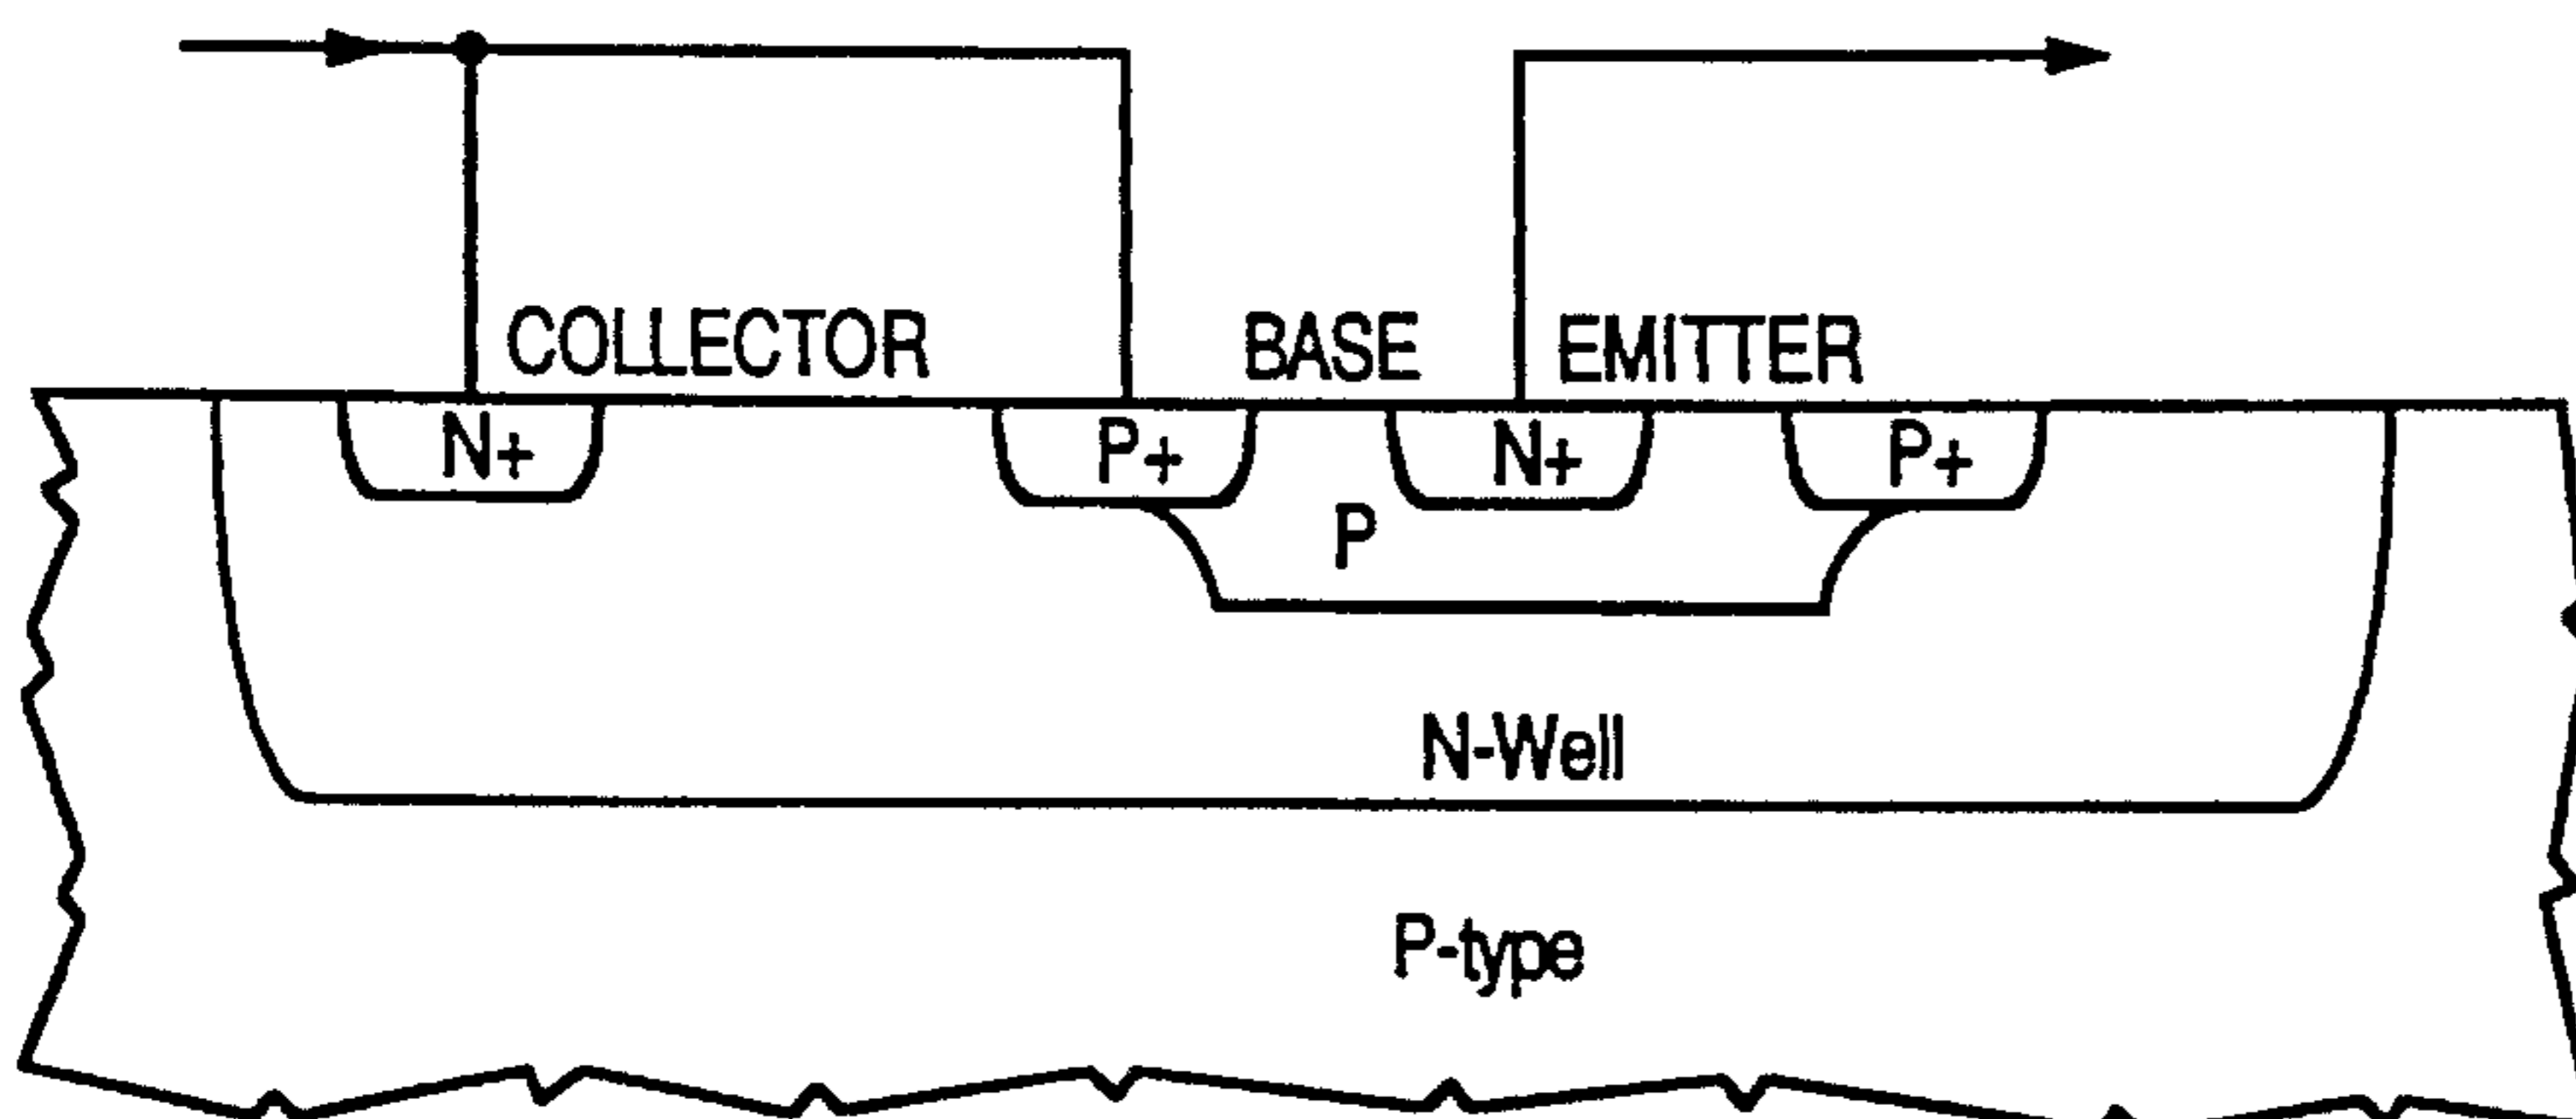 COLLECTOR BASE EMITTER
N+ P+ N+ P+
P
N-Well
P-type